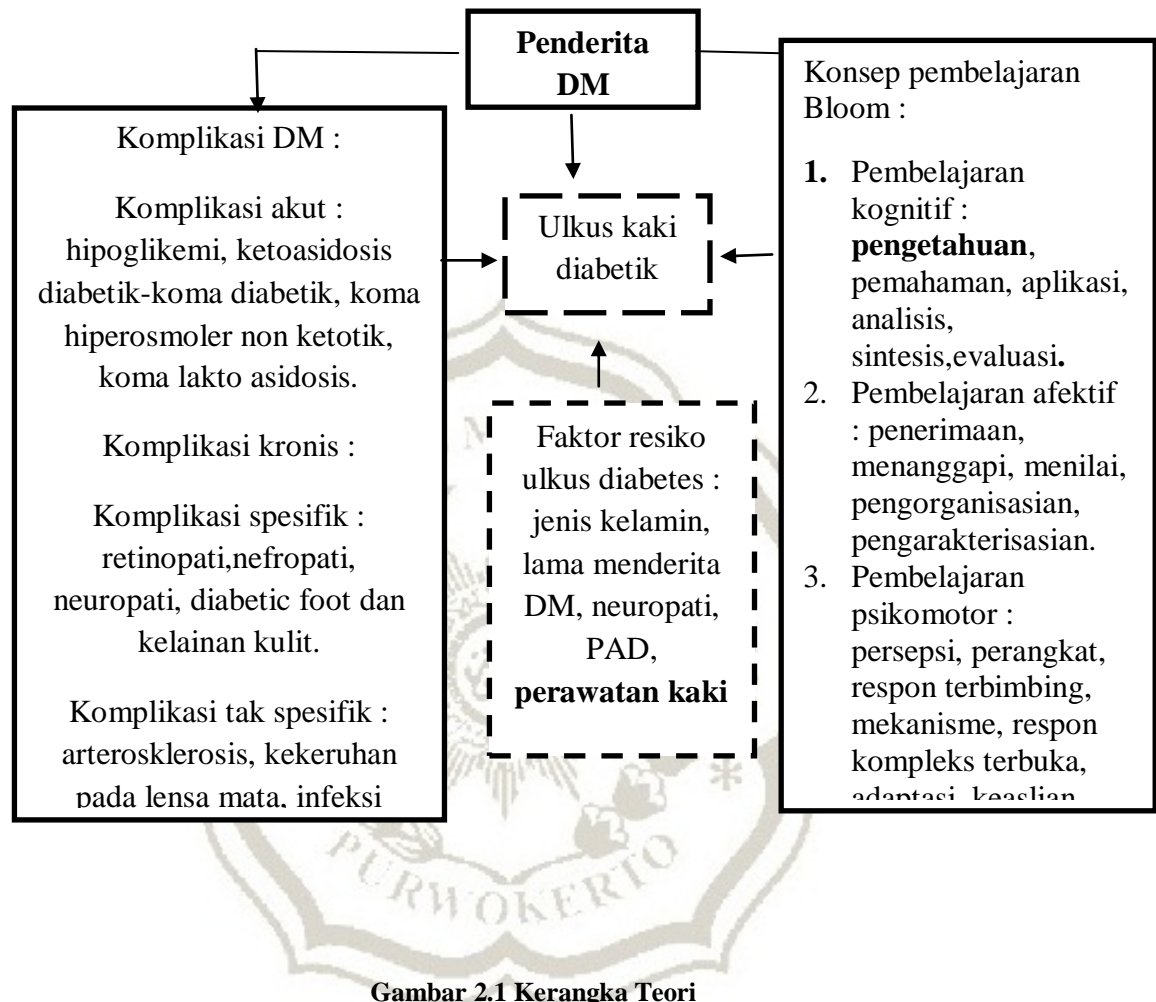 Penderita
DM
Komplikasi DM :
Komplikasi akut :
hipoglikemi, ketoasidosis
diabetik-koma diabetik, koma
hiperosmoler non ketotik,
koma lakto asidosis.
Komplikasi kronis :
Komplikasi spesifik :
retinopati,nefropati,
neuropati, diabetic foot dan
kelainan kulit.
Komplikasi tak spesifik :
arterosklerosis, kekeruhan
pada lensa mata, infeksi
Ulkus kaki
diabetik
Faktor resiko
ulkus diabetes :
jenis kelamin,
lama menderita
DM, neuropati,
PAD,
perawatan kaki
Konsep pembelajaran
Bloom :
1. Pembelajaran
kognitif :
pengetahuan,
pemahaman, aplikasi,
analisis,
sintesis,evaluasi.
2. Pembelajaran afektif
: penerimaan,
menanggapi, menilai,
pengorganisasian,
pengarakterisasian.
3. Pembelajaran
psikomotor :
persepsi, perangkat,
respon terbimbing,
mekanisme, respon
kompleks terbuka,
adaptasi, keaslian
PURWOKERTO
Gambar 2.1 Kerangka Teori